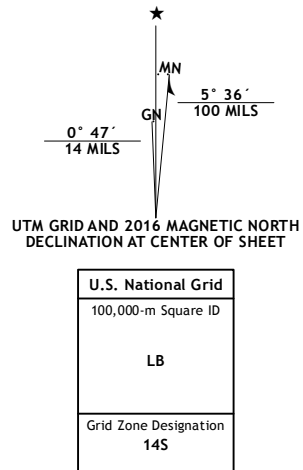 ★
MN
GN
5° 36´
100 MILS
0° 47´
14 MILS
UTM GRID AND 2016 MAGNETIC NORTH
DECLINATION AT CENTER OF SHEET
U.S. National Grid
100,000-m Square ID
LB
Grid Zone Designation
14S